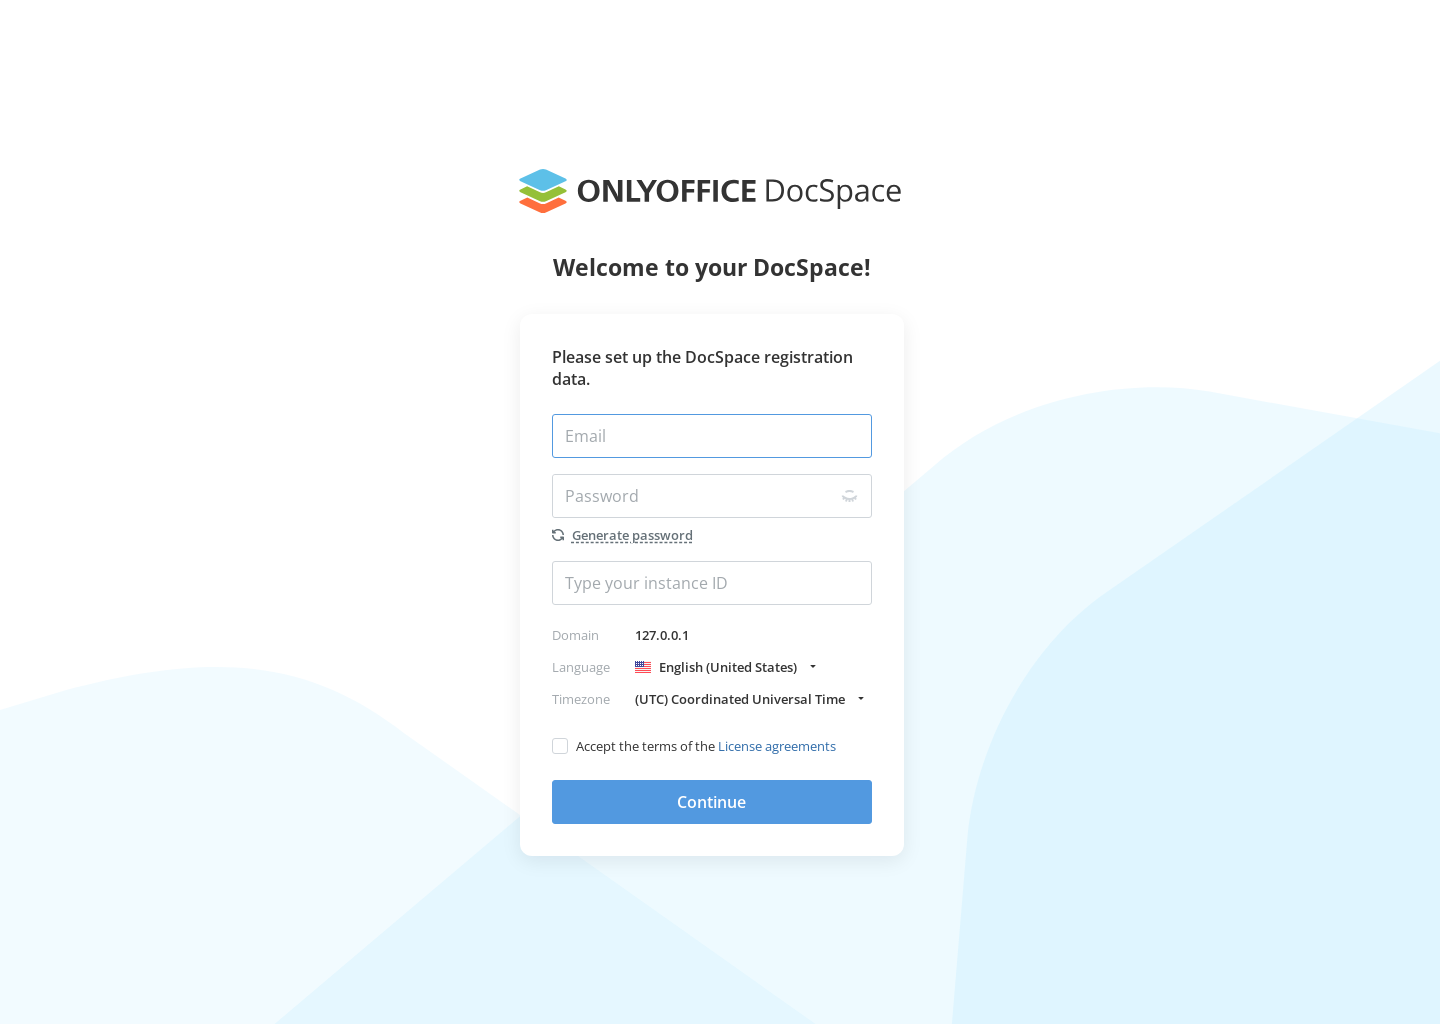 ONLYOFFICE DocSpace
Welcome to your DocSpace!
Please set up the DocSpace registration
data.
Email
Password
Generate password
Type your instance ID
Domain 127.0.0.1
Language English (United States)
Timezone (UTC) Coordinated Universal Time
Accept the terms of the License agreements
Continue